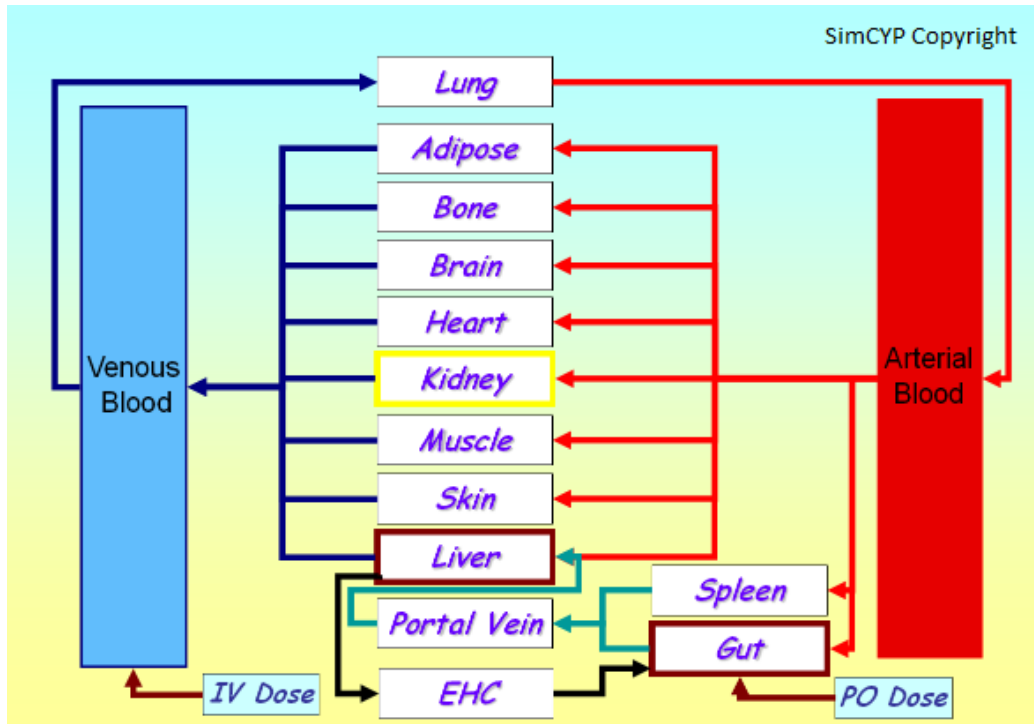 SimCYP Copyright
Lung
Adipose
Bone
Brain
Heart
Kidney
Muscle
Skin
Liver
Portal Vein
EHC
Venous
Blood
Arterial
Blood
Spleen
Gut
IV Dose
PO Dose